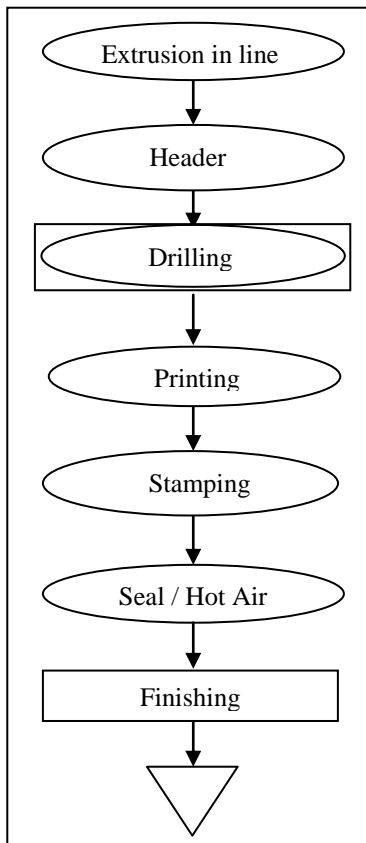 Extrusion in line
Header
Drilling
Printing
Stamping
Seal / Hot Air
Finishing